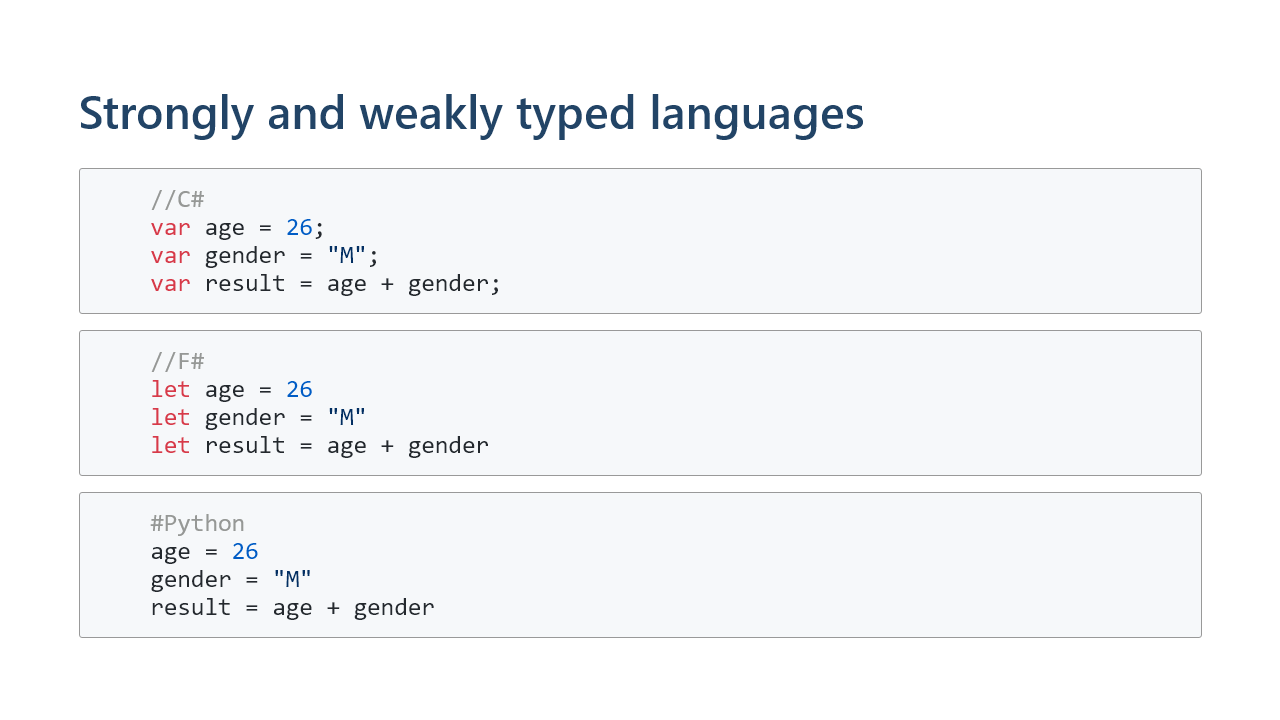 Strongly and weakly typed languages
//C#
var age = 26;
var gender = "M";
var result = age + gender;
//F#
let age = 26
let gender = "M"
let result = age + gender
#Python
age = 26
gender = "M"
result = age + gender